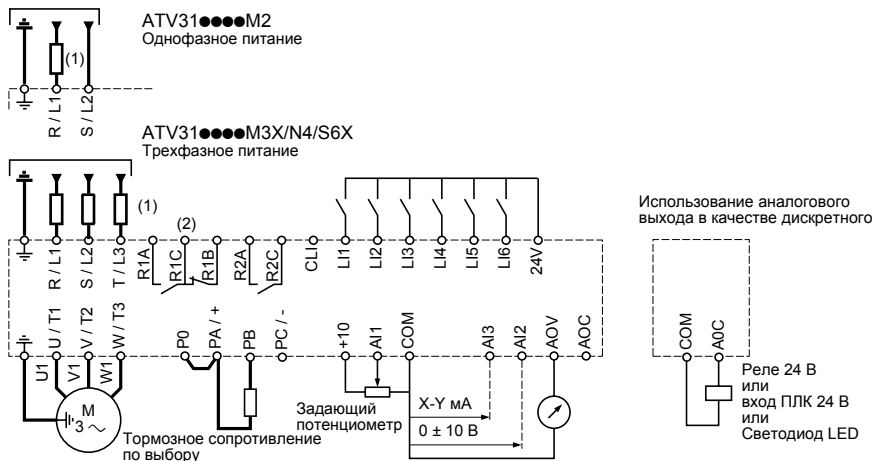 ATV31●●●●M2
Однофазное питание
(1)
R / L1
S / L2
ATV31●●●●M3X/N4/S6X
Трехфазное питание
(1)
(2)
R / L1
S / L2
T / L3
R1A
R1C
R1B
R2A
R2C
CLI
LI1
LI2
LI3
LI4
LI5
LI6
24V
U / T1
V / T2
W / T3
P0
PA / +
PB
PC / -
+10
AI1
COM
AI3
AI2
AOV
AOC
U1
V1
W1
M
3 ~
Тормозное сопротивление
по выбору
Задающий
потенциометр
X-Y мА
0 ± 10 В
Использование аналогового
выхода в качестве дискретного
COM
A0C
Реле 24 В
или
вход ПЛК 24 В
или
Светодиод LED